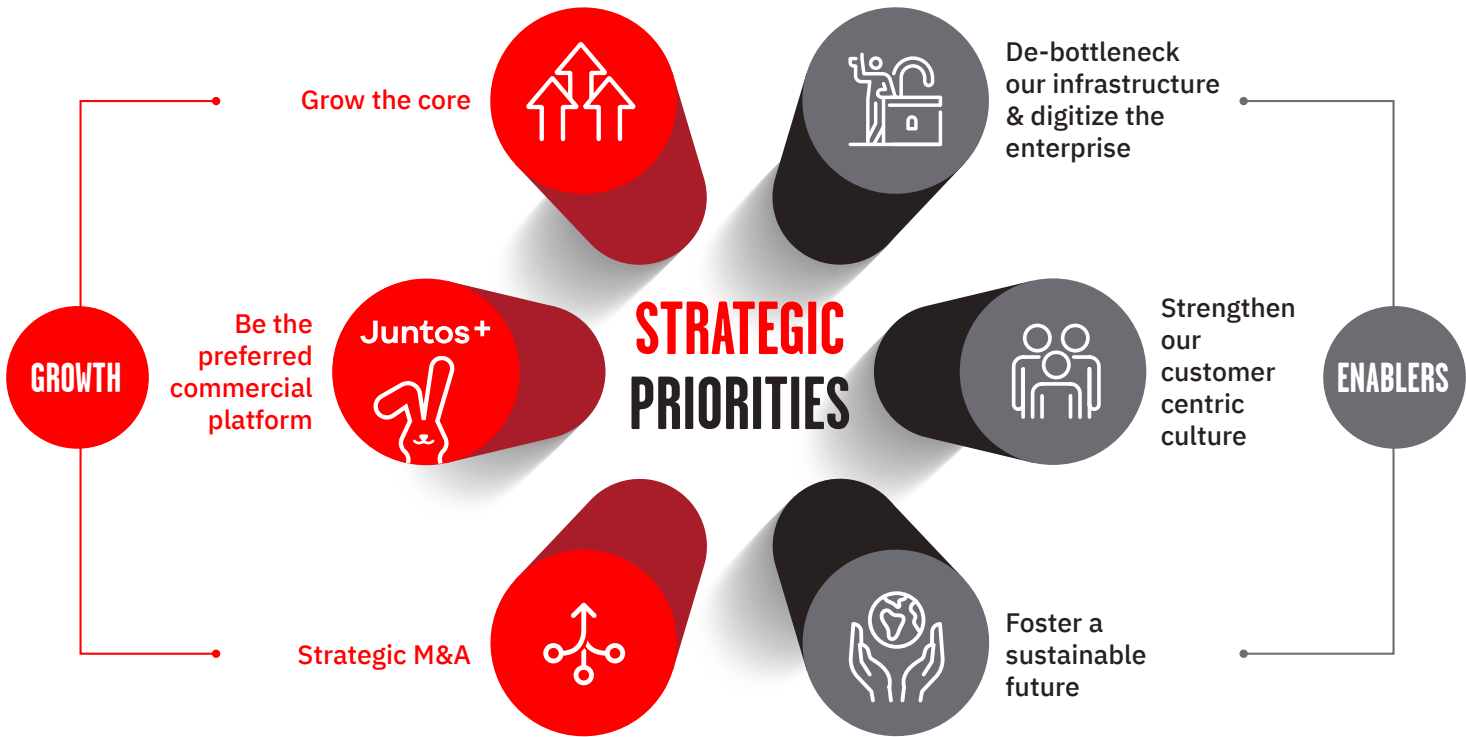 STRATEGIC
PRIORITIES
GROWTH
Grow the core
Be the
preferred
commercial
platform
Juntos+
Strategic M&A
ENABLERS
De-bottleneck
our infrastructure
& digitize the
enterprise
Strengthen
our
customer
centric
culture
Foster a
sustainable
future